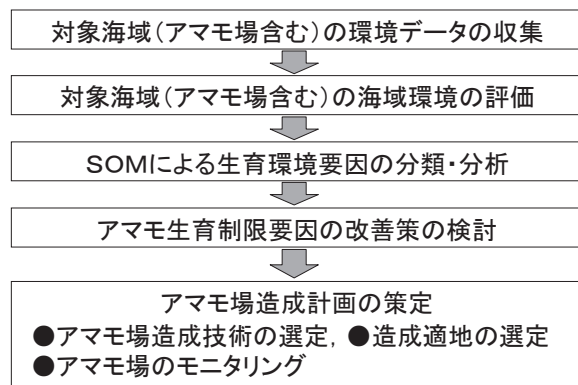 対象海域(アマモ場含む)の環境データの収集
対象海域(アマモ場含む)の海域環境の評価
SOMによる生育環境要因の分類・分析
アマモ生育制限要因の改善策の検討
アマモ場造成計画の策定
●アマモ場造成技術の選定, ●造成適地の選定
●アマモ場のモニタリング